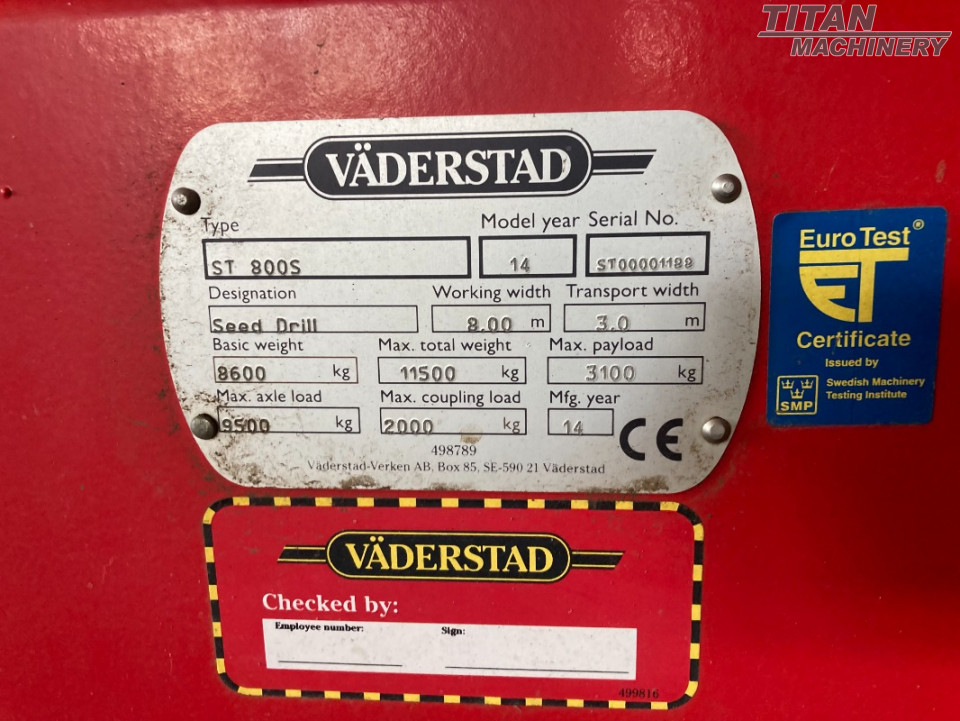 TITAN
MACHINERY
VÄDERSTAD
Type Model year Serial No.
ST 800S 14 ST00001188
Designation Working width Transport width
Seed Drill 8.00 m 3.0 m
Basic weight Max. total weight Max. payload
8600 kg 11500 kg 3100 kg
Max. axle load Max. coupling load Mfg. year
9500 kg 2000 kg 14 CE
498789
Väderstad-Verken AB, Box 85, SE-590 21 Väderstad
Euro Test®
ET
Certificate
Issued by
SMP Swedish Machinery
Testing Institute
VÄDERSTAD
Checked by:
Employee number: Sign:
499816